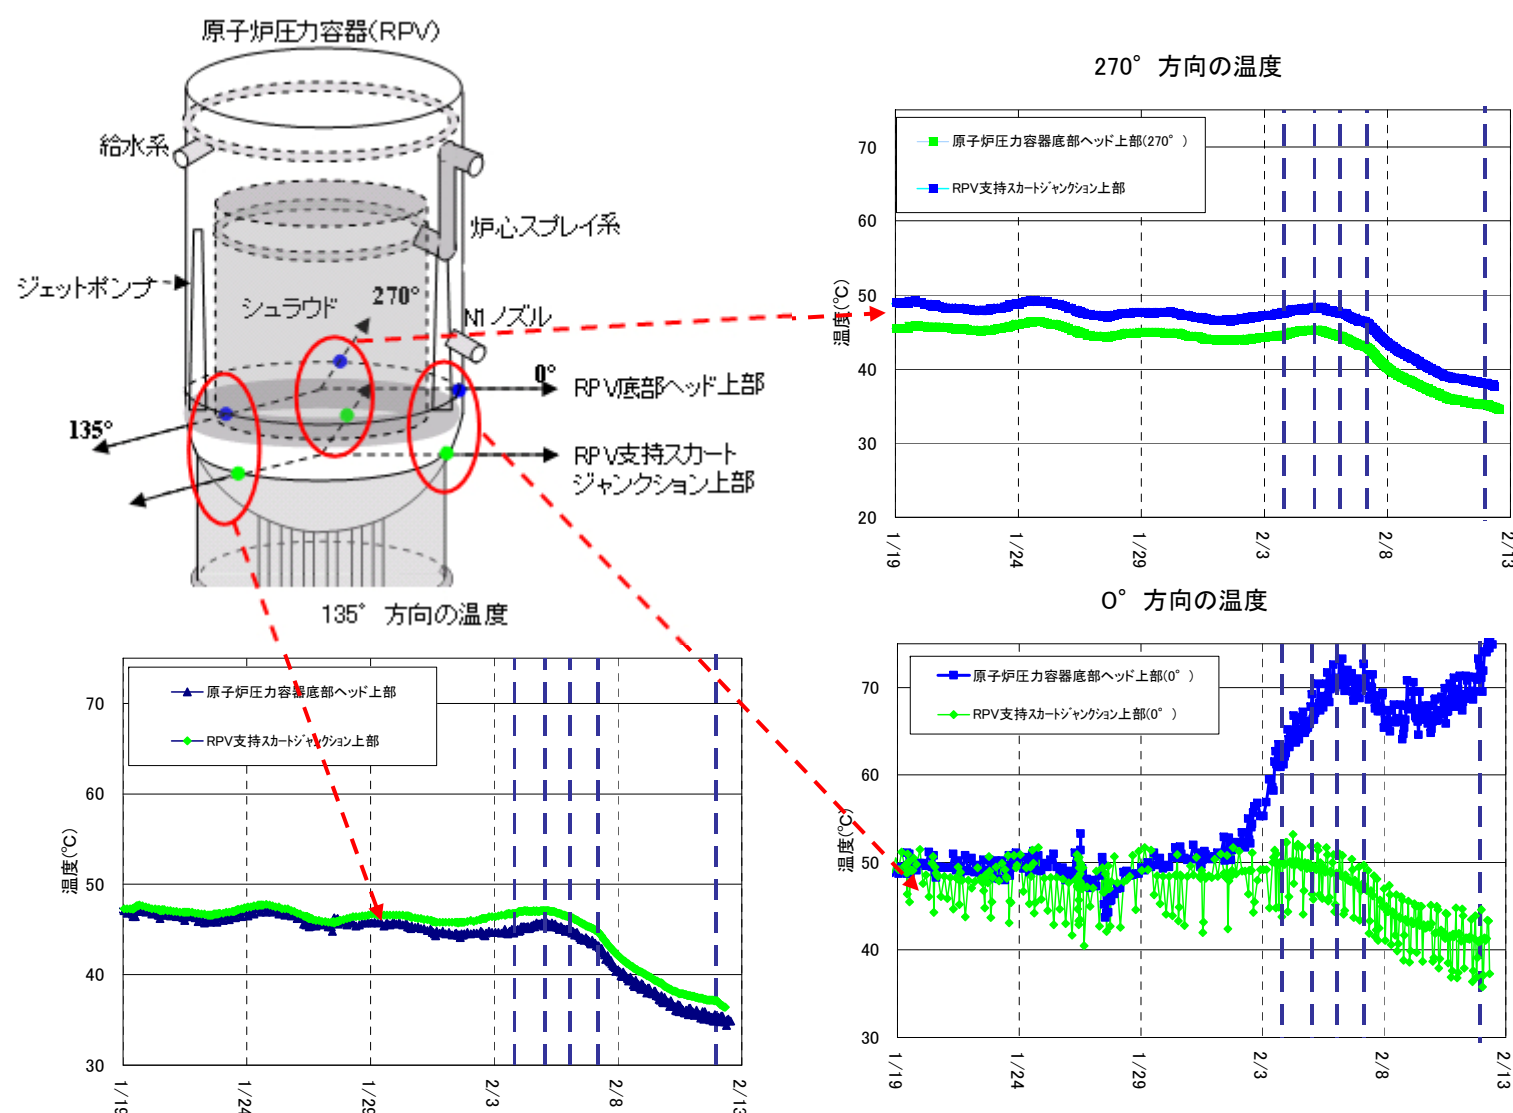 原子炉圧力容器(RPV)
給水系
炉心スプレイ系
ジェットポンプ
シュラウド
270°
N1ノズル
0°
RPV底部ヘッド上部
135°
RPV支持スカート
ジャンクション上部
270°方向の温度
原子炉圧力容器底部ヘッド上部(270°)
RPV支持スカートジャンクション上部
温度(℃)
70
60
50
40
30
20
1/19
1/24
1/29
2/3
2/8
2/13
135°方向の温度
原子炉圧力容器底部ヘッド上部
RPV支持スカートジャンクション上部
温度(℃)
70
60
50
40
30
1/19
1/24
1/29
2/3
2/8
2/13
0°方向の温度
原子炉圧力容器底部ヘッド上部(0°)
RPV支持スカートジャンクション上部(0°)
温度(℃)
70
60
50
40
30
1/19
1/24
1/29
2/3
2/8
2/13